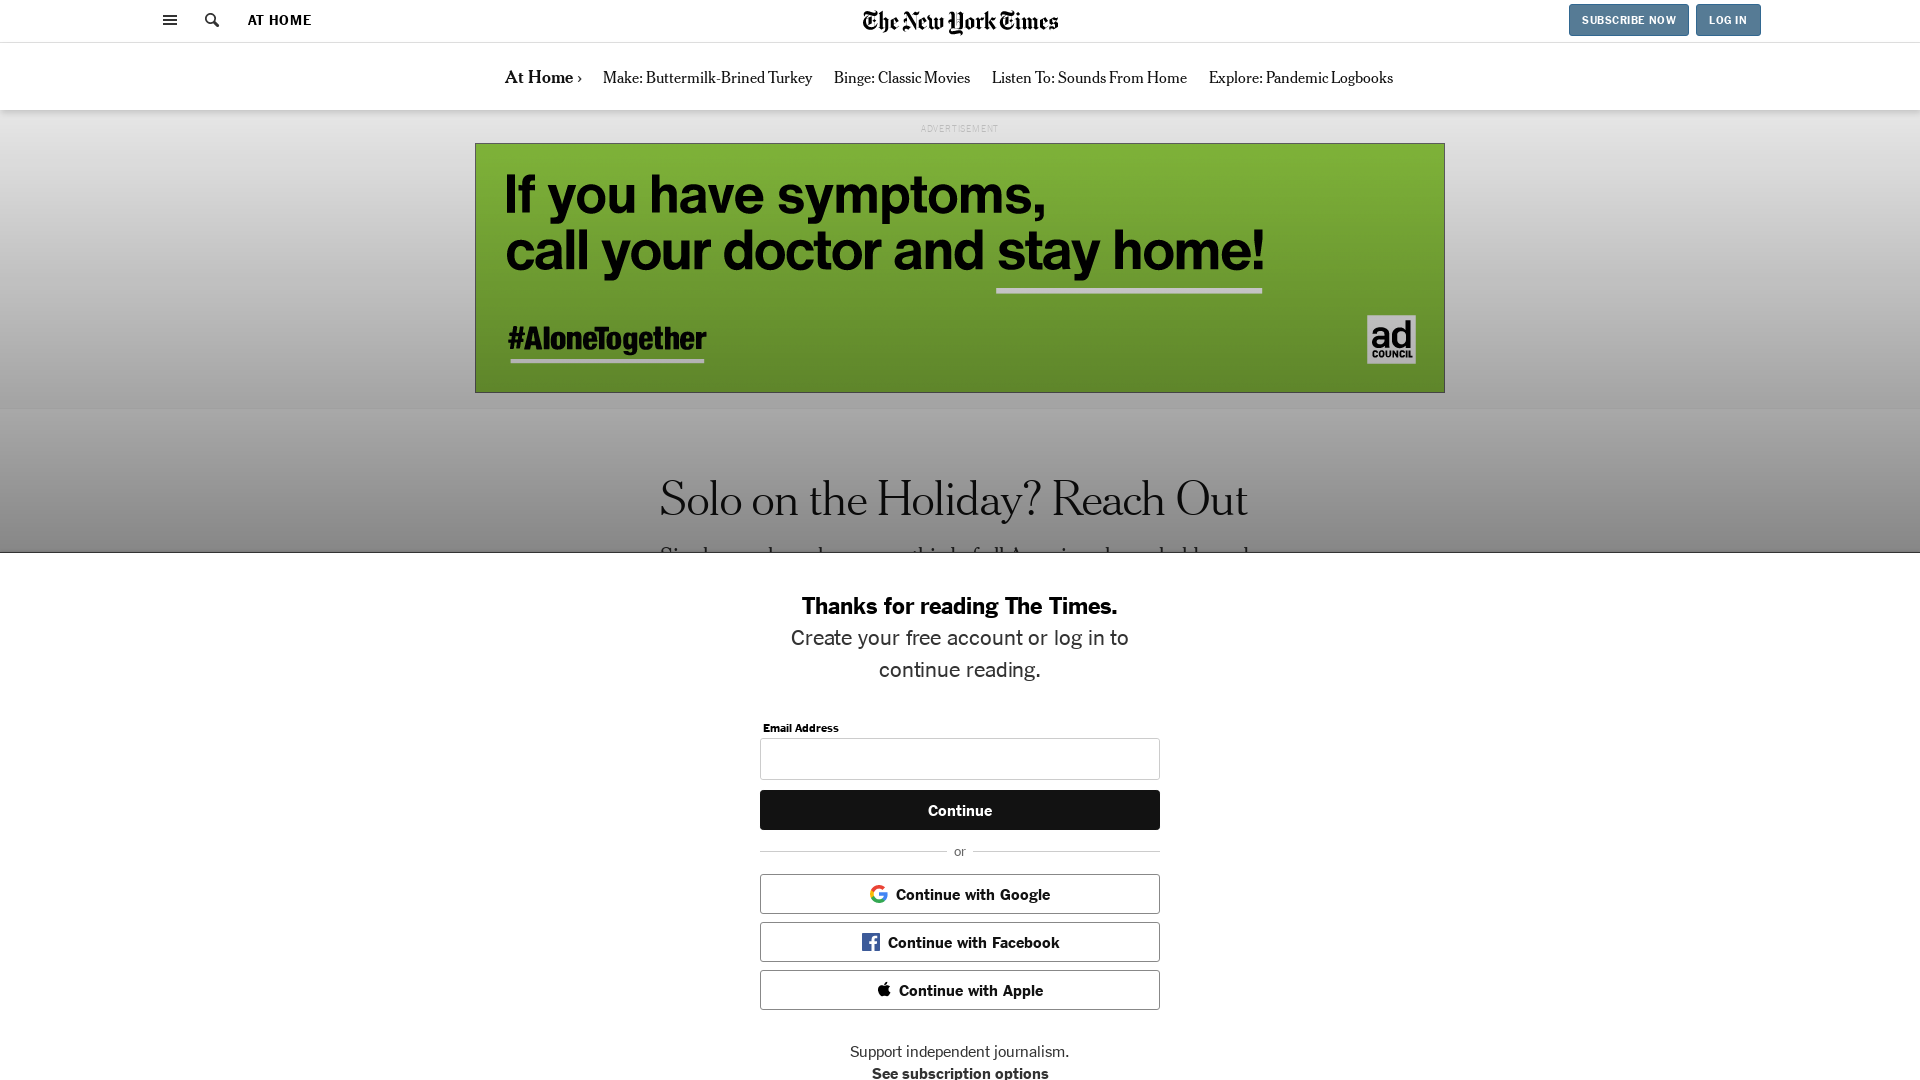 AT HOME
The New York Times
SUBSCRIBE NOW
LOG IN
At Home ›
Make: Buttermilk-Brined Turkey
Binge: Classic Movies
Listen To: Sounds From Home
Explore: Pandemic Logbooks
ADVERTISEMENT
If you have symptoms,
call your doctor and stay home!
#AloneTogether
ad
COUNCIL
Solo on the Holiday? Reach Out
Thanks for reading The Times.
Create your free account or log in to
continue reading.
Email Address
Continue
or
Continue with Google
Continue with Facebook
Continue with Apple
Support independent journalism.
See subscription options